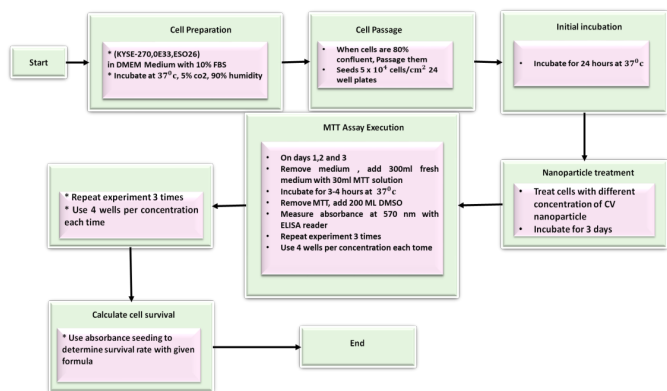 Start
Cell Preparation
* (KYSE-270,0E33,ESO26)
in DMEM Medium with 10% FBS
* Incubate at 37⁰c, 5% co2, 90% humidity
Cell Passage
• When cells are 80%
confluent, Passage them
• Seeds 5 x 10⁴ cells/cm² 24
well plates
Initial incubation
• Incubate for 24 hours at 37⁰c
Nanoparticle treatment
• Treat cells with different
concentration of CV
nanoparticle
• Incubate for 3 days
MTT Assay Execution
• On days 1,2 and 3
• Remove medium , add 300ml fresh
medium with 30ml MTT solution
• Incubate for 3-4 hours at 37⁰c
• Remove MTT, add 200 ML DMSO
• Measure absorbance at 570 nm with
ELISA reader
• Repeat experiment 3 times
• Use 4 wells per concentration each tome
* Repeat experiment 3 times
* Use 4 wells per concentration
each time
Calculate cell survival
* Use absorbance seeding to
determine survival rate with given
formula
End